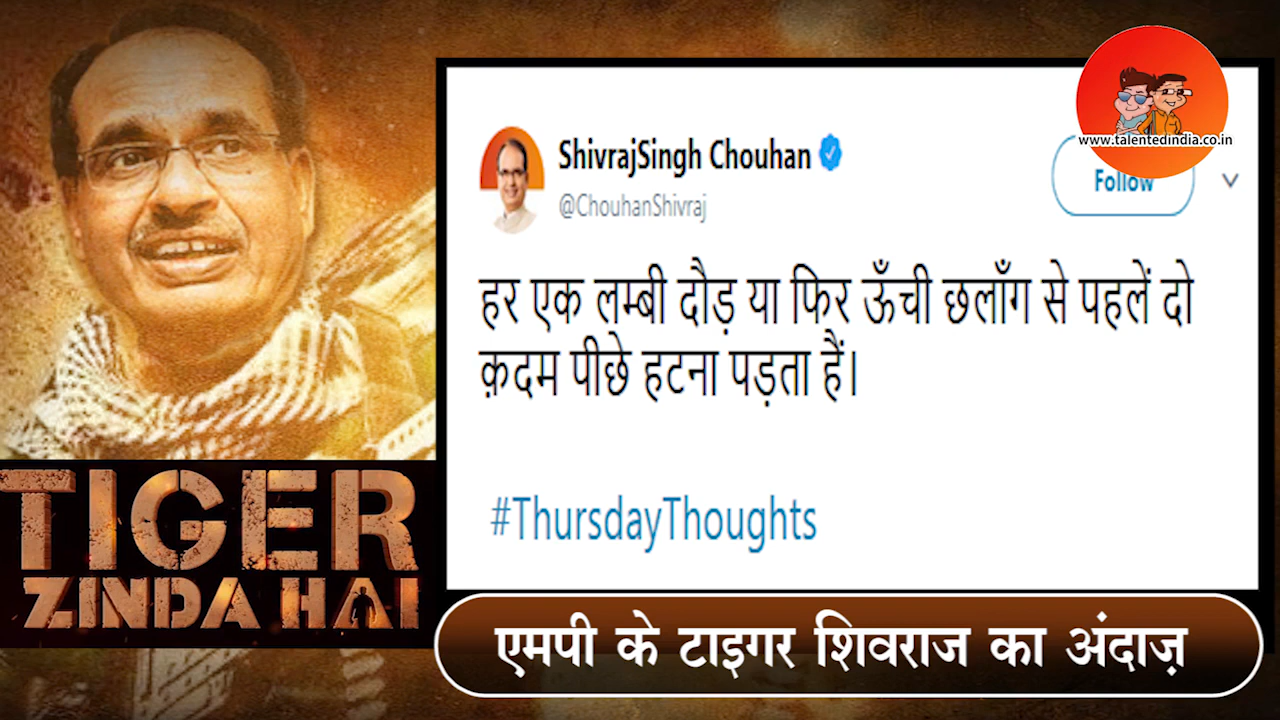 www.talentedindia.co.in
ShivrajSingh Chouhan
@ChouhanShivraj
Follow
हर एक लम्बी दौड़ या फिर ऊँची छलाँग से पहलें दो
क़दम पीछे हटना पड़ता हैं।
#ThursdayThoughts
TIGER
ZINDA HAI
एमपी के टाइगर शिवराज का अंदाज़